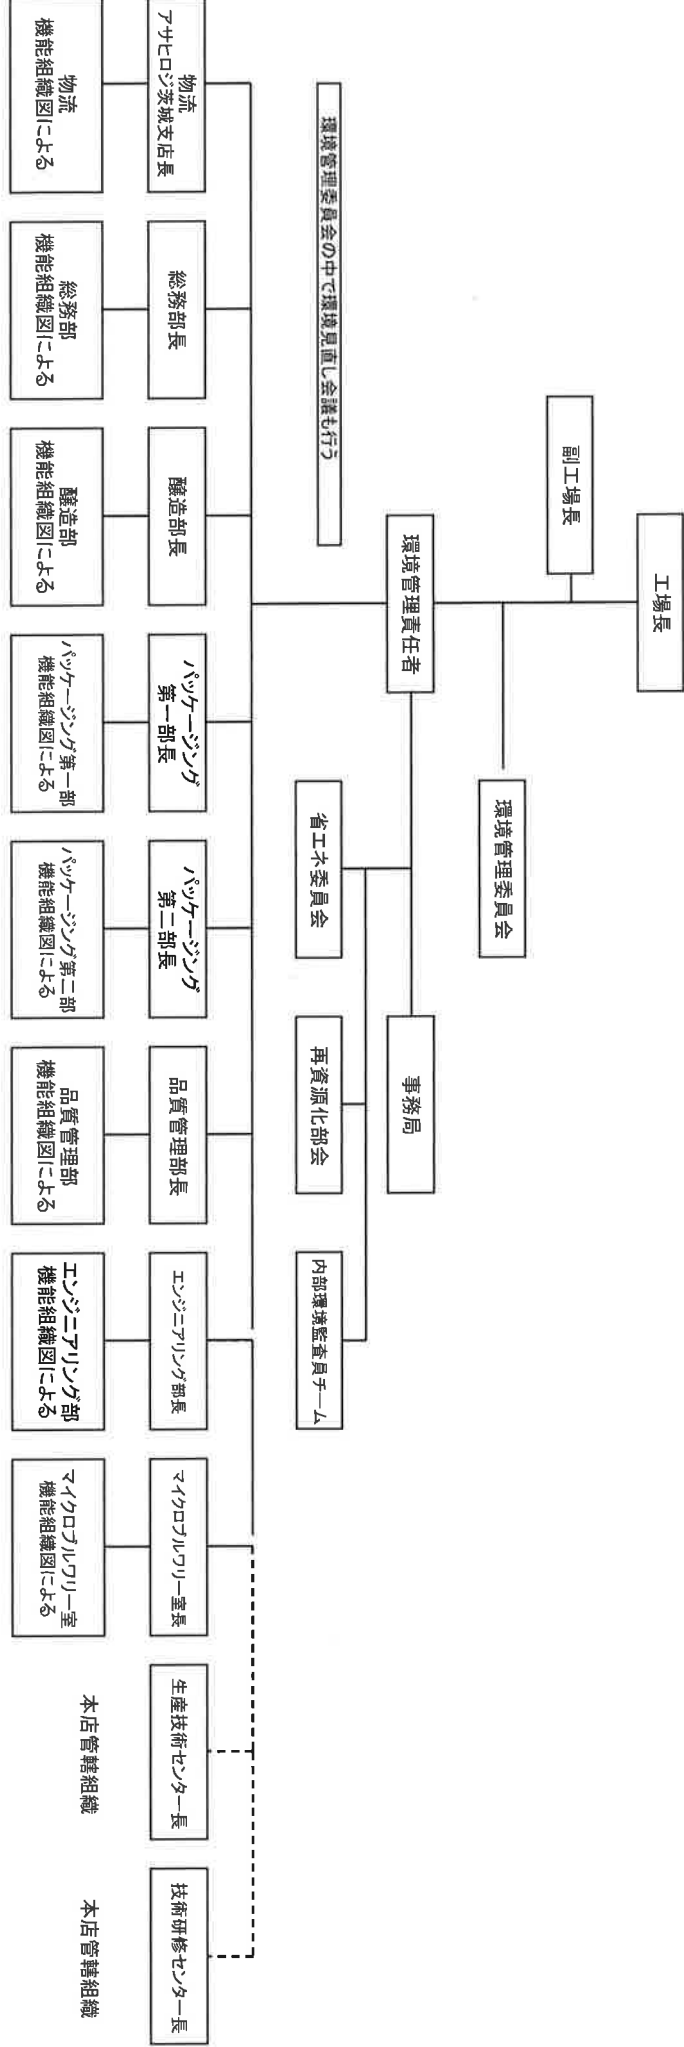 工場長
副工場長
環境管理委員会
環境管理責任者
事務局
環境管理委員会の中で環境見直し会議も行う
省エネ委員会
再資源化部会
内部環境監査員チーム
物流
アサヒロジ茨城支店長
総務部長
醸造部長
パッケージング
第一部長
パッケージング
第二部長
品質管理部長
エンジニアリング部長
マイクロブルワリー室長
生産技術センター長
技術研修センター長
物流
機能組織図による
総務部
機能組織図による
醸造部
機能組織図による
パッケージング第一部
機能組織図による
パッケージング第二部
機能組織図による
品質管理部
機能組織図による
エンジニアリング部
機能組織図による
マイクロブルワリー室
機能組織図による
本店管轄組織
本店管轄組織